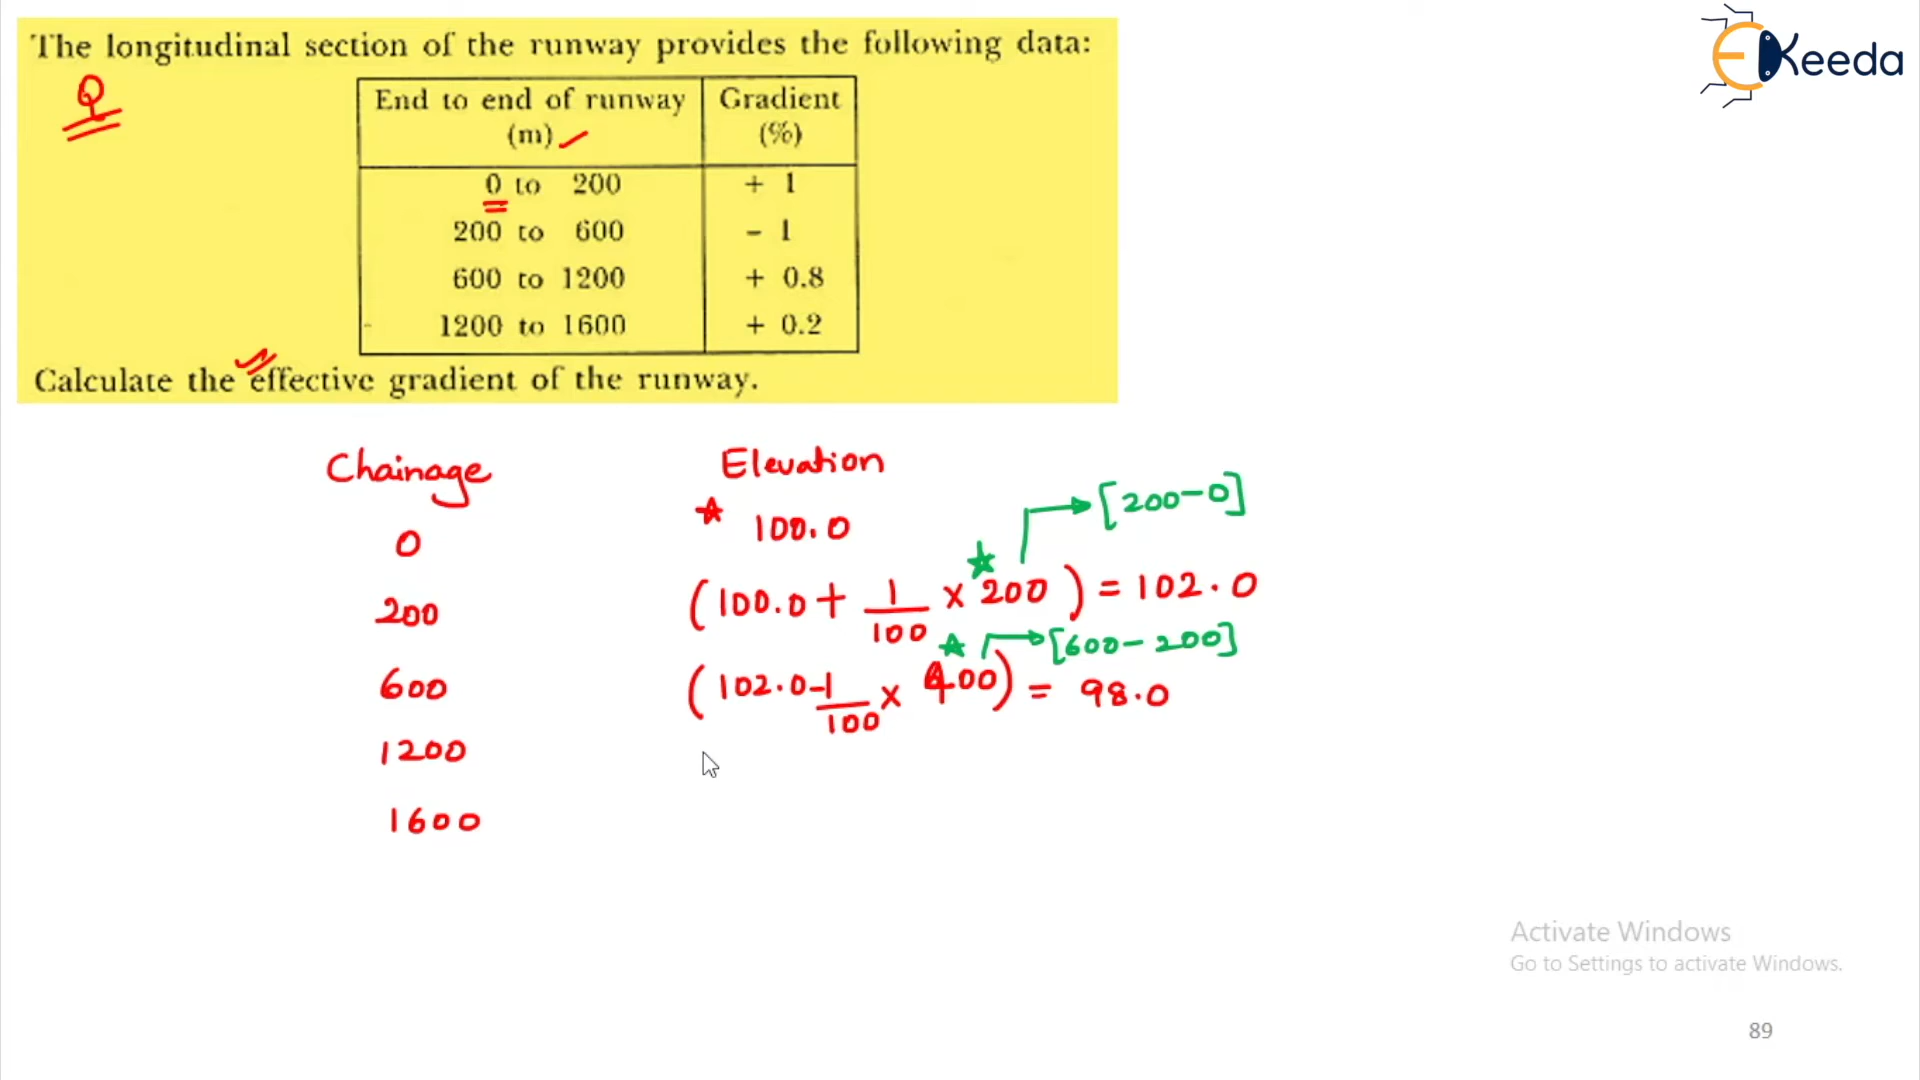 The longitudinal section of the runway provides the following data:
Q
End to end of runway (m) Gradient (%)
0 to 200 + 1
200 to 600 - 1
600 to 1200 + 0.8
1200 to 1600 + 0.2
Calculate the effective gradient of the runway.
EKeeda
Chainage Elevation
0 100.0
[200-0]
200 (100.0 + 1/100 × 200) = 102.0
[600-200]
600 (102.0 - 1/100 × 400) = 98.0
1200
1600
Activate Windows
Go to Settings to activate Windows.
89